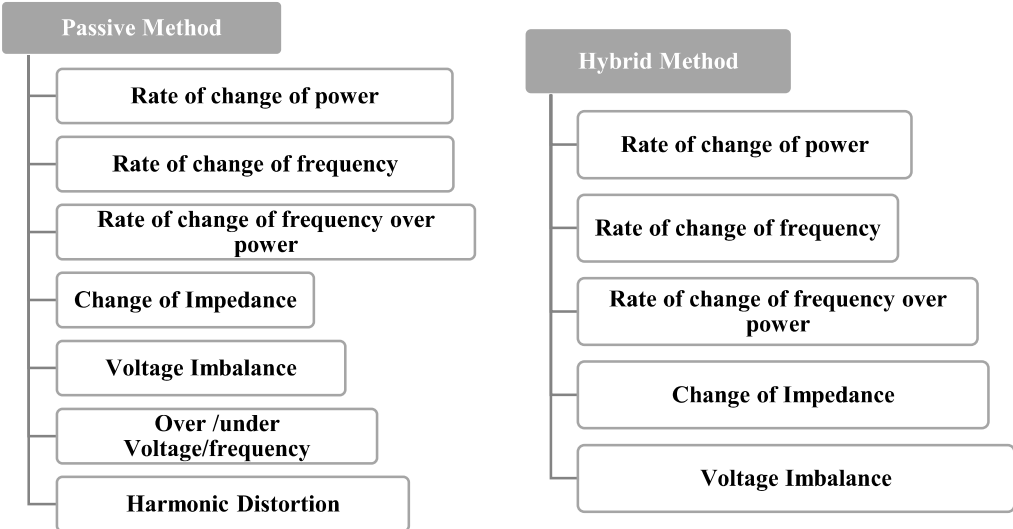 Passive Method
Rate of change of power
Rate of change of frequency
Rate of change of frequency over
power
Change of Impedance
Voltage Imbalance
Over /under
Voltage/frequency
Harmonic Distortion
Hybrid Method
Rate of change of power
Rate of change of frequency
Rate of change of frequency over
power
Change of Impedance
Voltage Imbalance